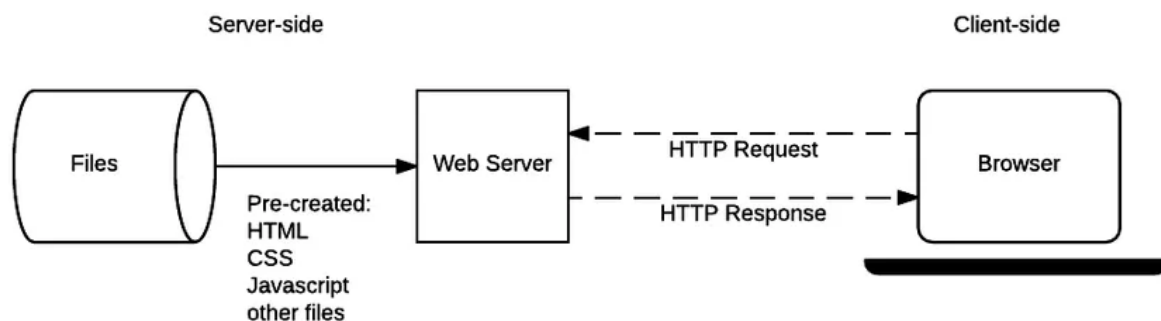 Server-side
Client-side
Files
Web Server
HTTP Request
Browser
HTTP Response
Pre-created:
HTML
CSS
Javascript
other files